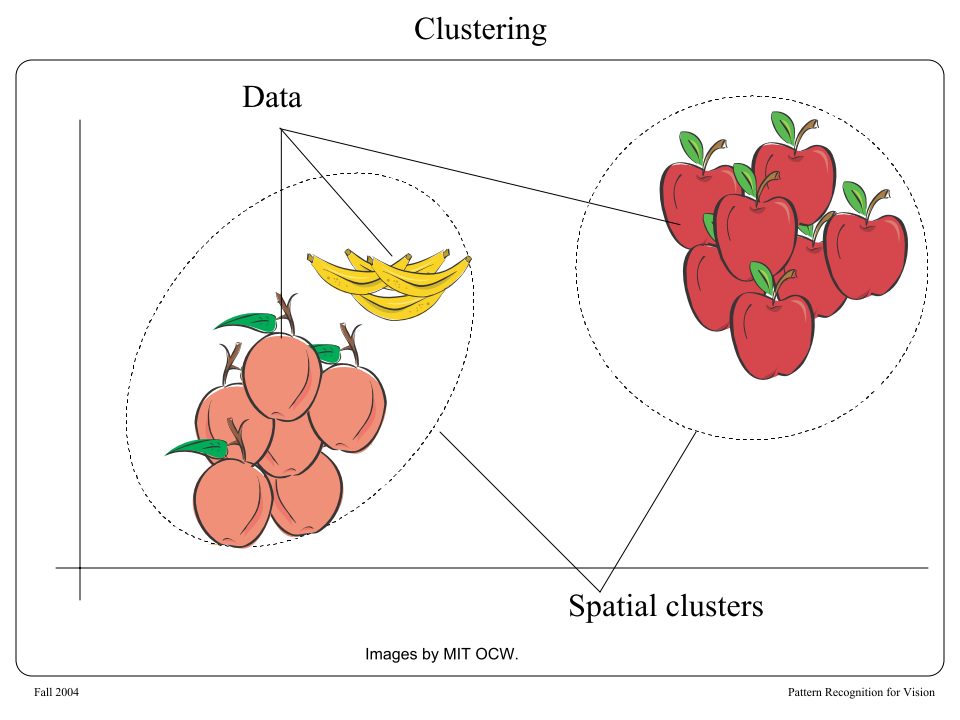 Clustering
Data
Spatial clusters
Images by MIT OCW.
Fall 2004
Pattern Recognition for Vision